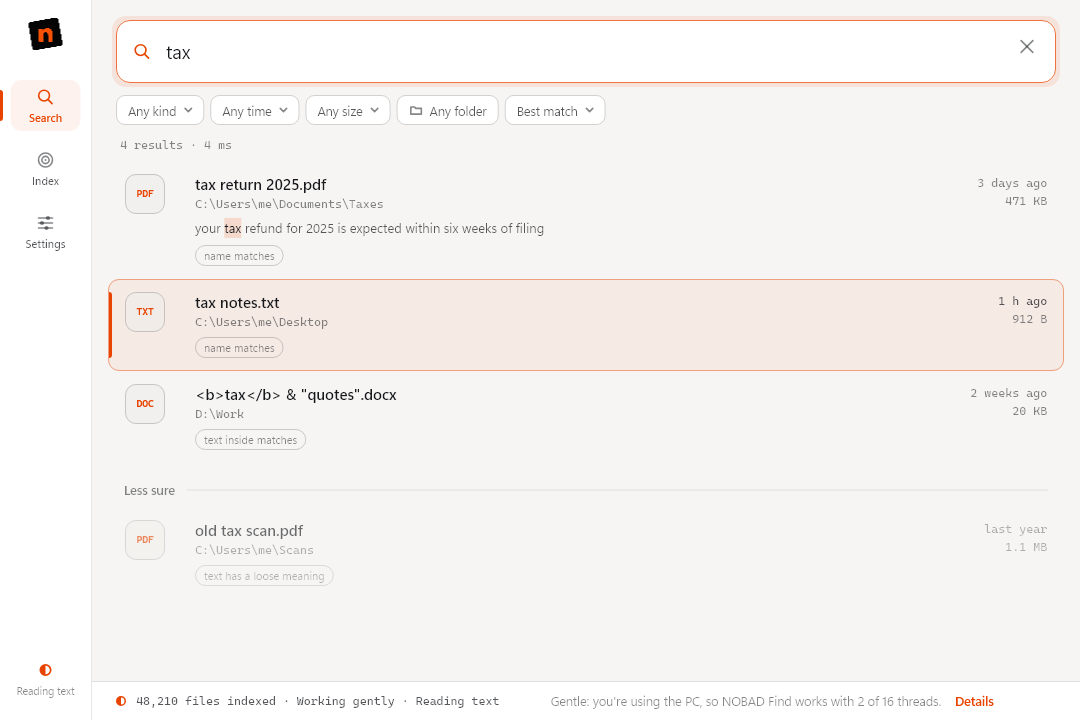 n
tax
Search
Any kind
Any time
Any size
Any folder
Best match
4 results · 4 ms
Index
Settings
PDF
tax return 2025.pdf
3 days ago
C:\Users\me\Documents\Taxes
471 KB
your tax refund for 2025 is expected within six weeks of filing
name matches
TXT
tax notes.txt
1 h ago
C:\Users\me\Desktop
912 B
name matches
DOC
<b>tax</b> & "quotes".docx
2 weeks ago
D:\Work
20 KB
text inside matches
Less sure
PDF
old tax scan.pdf
last year
C:\Users\me\Scans
1.1 MB
text has a loose meaning
Reading text
48,210 files indexed · Working gently · Reading text
Gentle: you're using the PC, so NOBAD Find works with 2 of 16 threads.
Details